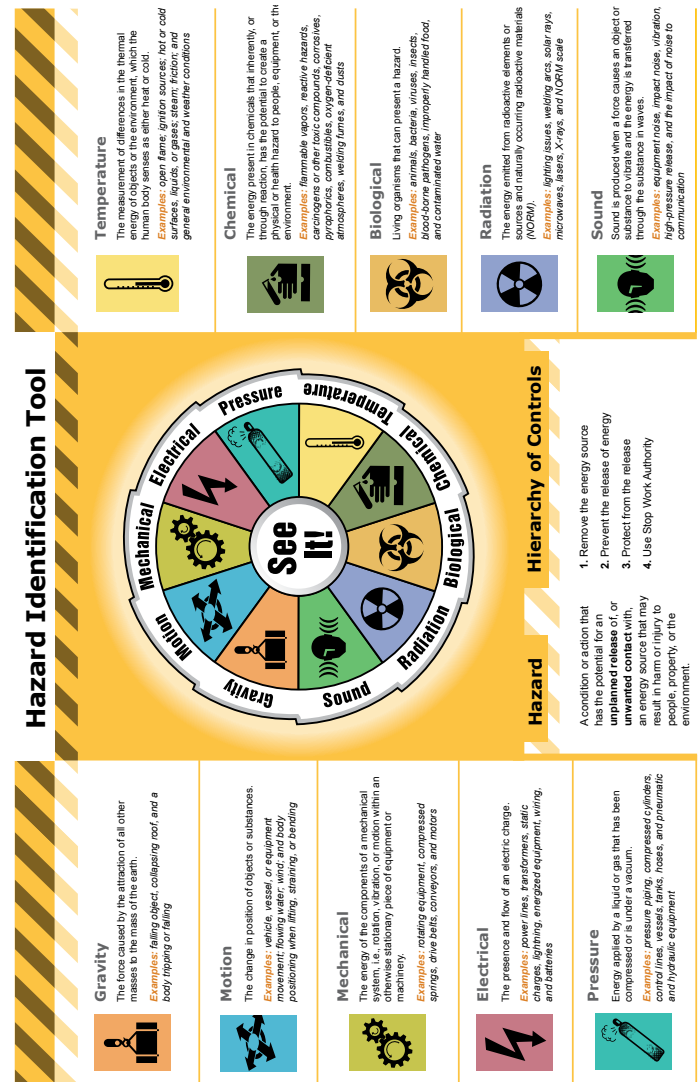 Hazard Identification Tool
Gravity
The force caused by the attraction of all other
masses to the mass of the earth.
Examples: falling object, collapsing roof, and a
body tripping or falling
Motion
The change in position of objects or substances.
Examples: vehicle, vessel, or equipment
movement; flowing water; wind; and body
positioning when lifting, straining, or bending
Mechanical
The energy of the components of a mechanical
system, i.e., rotation, vibration, or motion within an
otherwise stationary piece of equipment or
machinery.
Examples: rotating equipment, compressed
springs, drive belts, conveyors, and motors
Electrical
The presence and flow of an electric charge.
Examples: power lines, transformers, static
charges, lightning, energized equipment, wiring,
and batteries
Pressure
Energy applied by a liquid or gas that has been
compressed or is under a vacuum.
Examples: pressure piping, compressed cylinders,
control lines, vessels, tanks, hoses, and pneumatic
and hydraulic equipment
See
It!
Mechanical
Electrical
Pressure
Temperature
Chemical
Biological
Radiation
Sound
Gravity
Motion
Hazard
A condition or action that
has the potential for an
unplanned release of, or
unwanted contact with,
an energy source that may
result in harm or injury to
people, property, or the
environment.
Hierarchy of Controls
1. Remove the energy source
2. Prevent the release of energy
3. Protect from the release
4. Use Stop Work Authority
Temperature
The measurement of differences in the thermal
energy of objects or the environment, which the
human body senses as either heat or cold.
Examples: open flame; ignition sources; hot or cold
surfaces, liquids, or gases; steam; friction; and
general environmental and weather conditions
Chemical
The energy present in chemicals that inherently, or
through reaction, has the potential to create a
physical or health hazard to people, equipment, or the
environment.
Examples: flammable vapors, reactive hazards,
carcinogens or other toxic compounds, corrosives,
pyrophorics, combustibles, oxygen-deficient
atmospheres, welding fumes, and dusts
Biological
Living organisms that can present a hazard.
Examples: animals, bacteria, viruses, insects,
blood-borne pathogens, improperly handled food,
and contaminated water
Radiation
The energy emitted from radioactive elements or
sources and naturally occurring radioactive materials
(NORM).
Examples: lighting issues, welding arcs, solar rays,
microwaves, lasers, X-rays, and NORM scale
Sound
Sound is produced when a force causes an object or
substance to vibrate and the energy is transferred
through the substance in waves.
Examples: equipment noise, impact noise, vibration,
high-pressure release, and the impact of noise to
communication